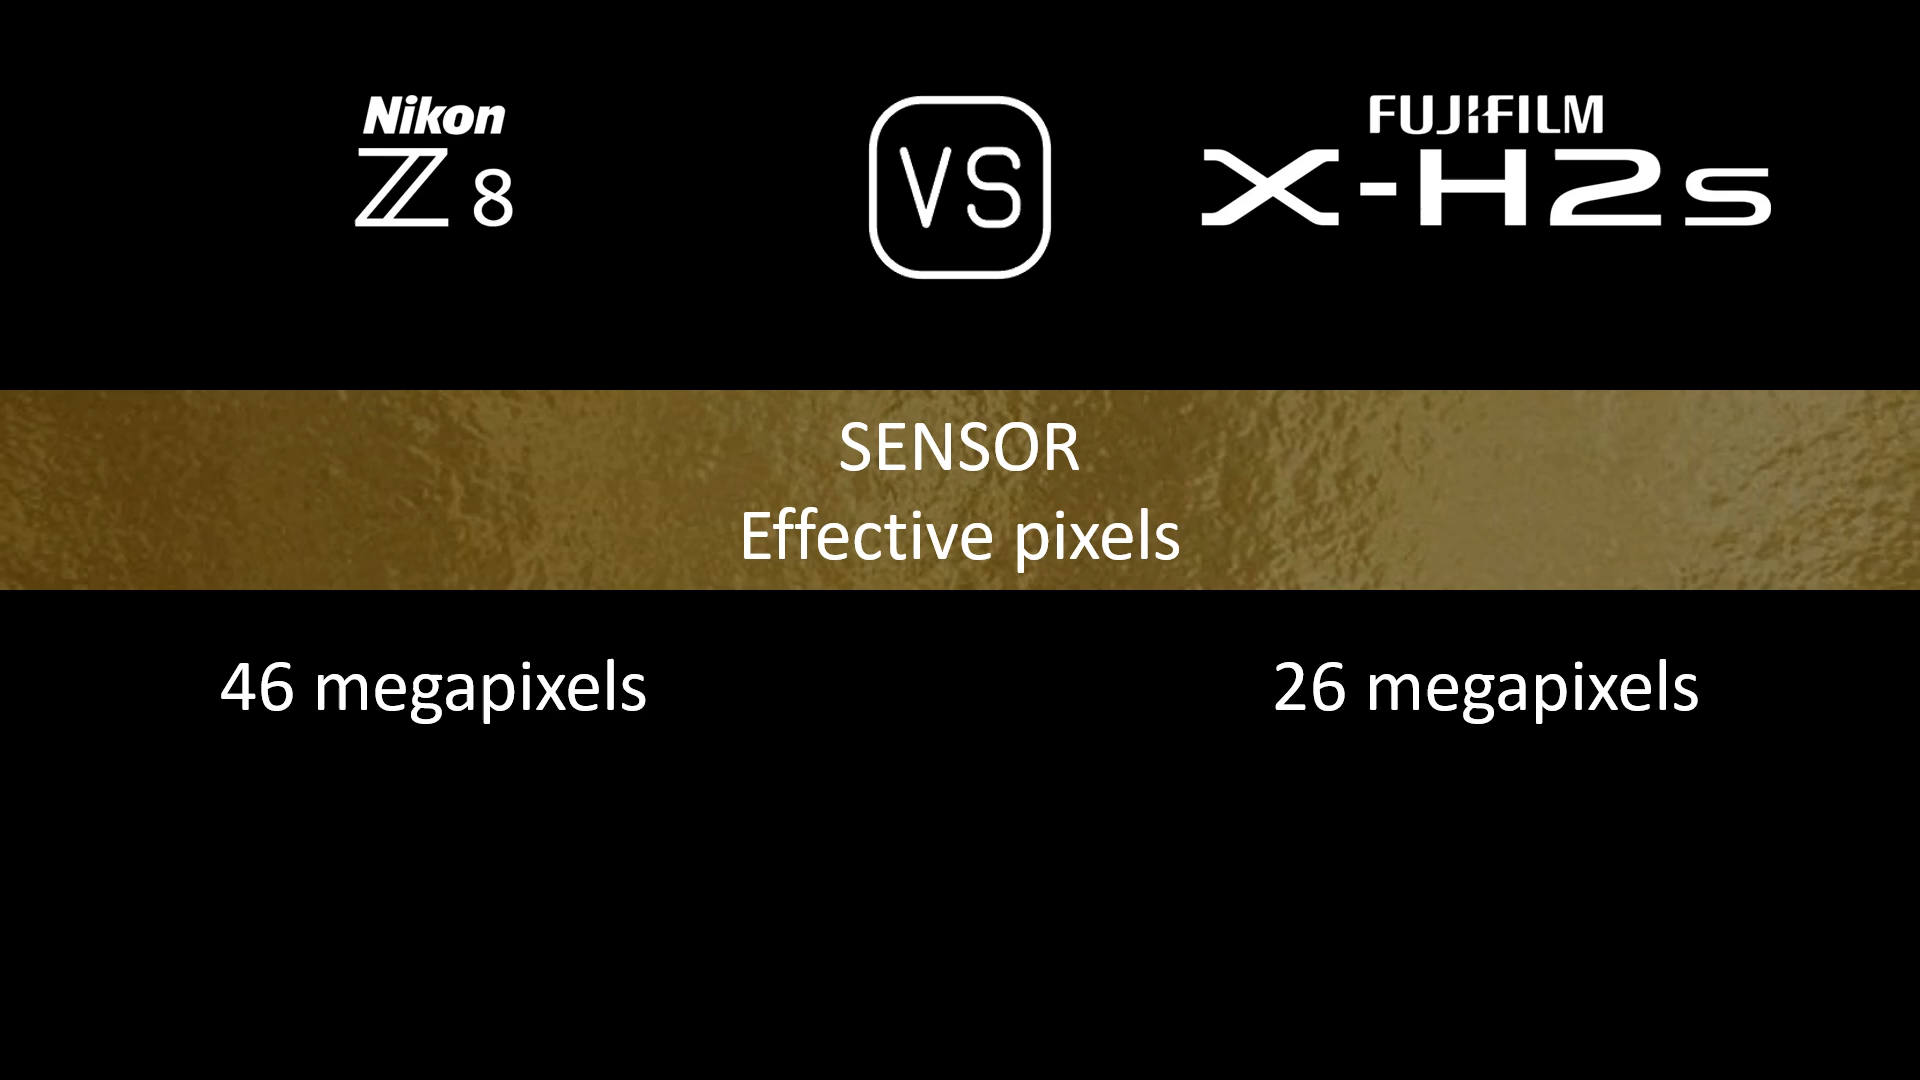 Nikon
Z 8
VS
FUJIFILM
X-H2s
SENSOR
Effective pixels
46 megapixels
26 megapixels